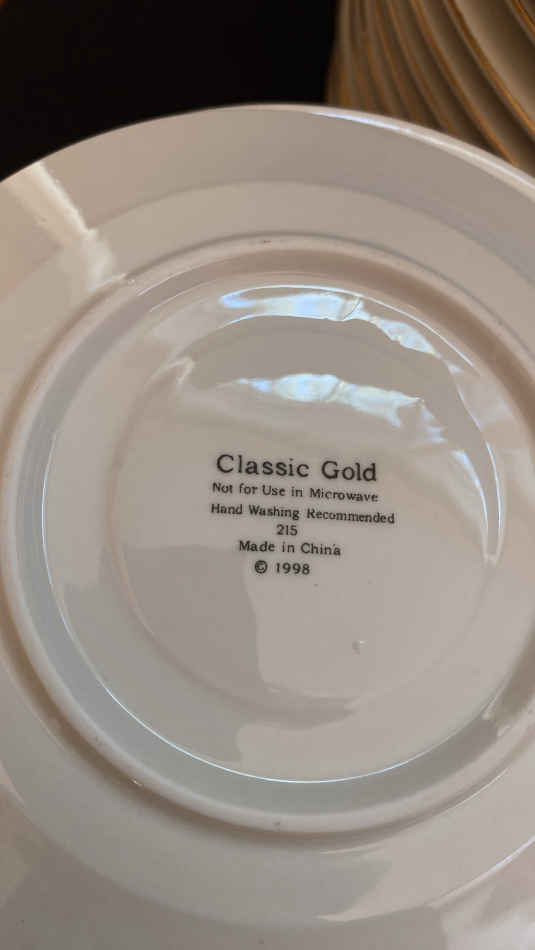 Classic Gold
Not for Use in Microwave
Hand Washing Recommended
215
Made in China
© 1998